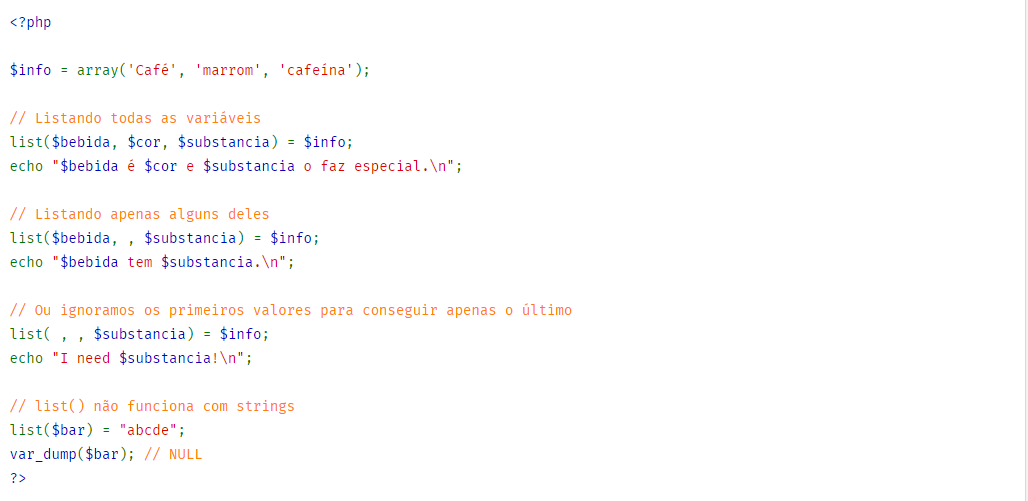 <?php
$info = array('Café', 'marrom', 'cafeína');
// Listando todas as variáveis
list($bebida, $cor, $substancia) = $info;
echo "$bebida é $cor e $substancia o faz especial.\n";
// Listando apenas alguns deles
list($bebida, , $substancia) = $info;
echo "$bebida tem $substancia.\n";
// Ou ignoramos os primeiros valores para conseguir apenas o último
list( , , $substancia) = $info;
echo "I need $substancia!\n";
// list() não funciona com strings
list($bar) = "abcde";
var_dump($bar); // NULL
?>